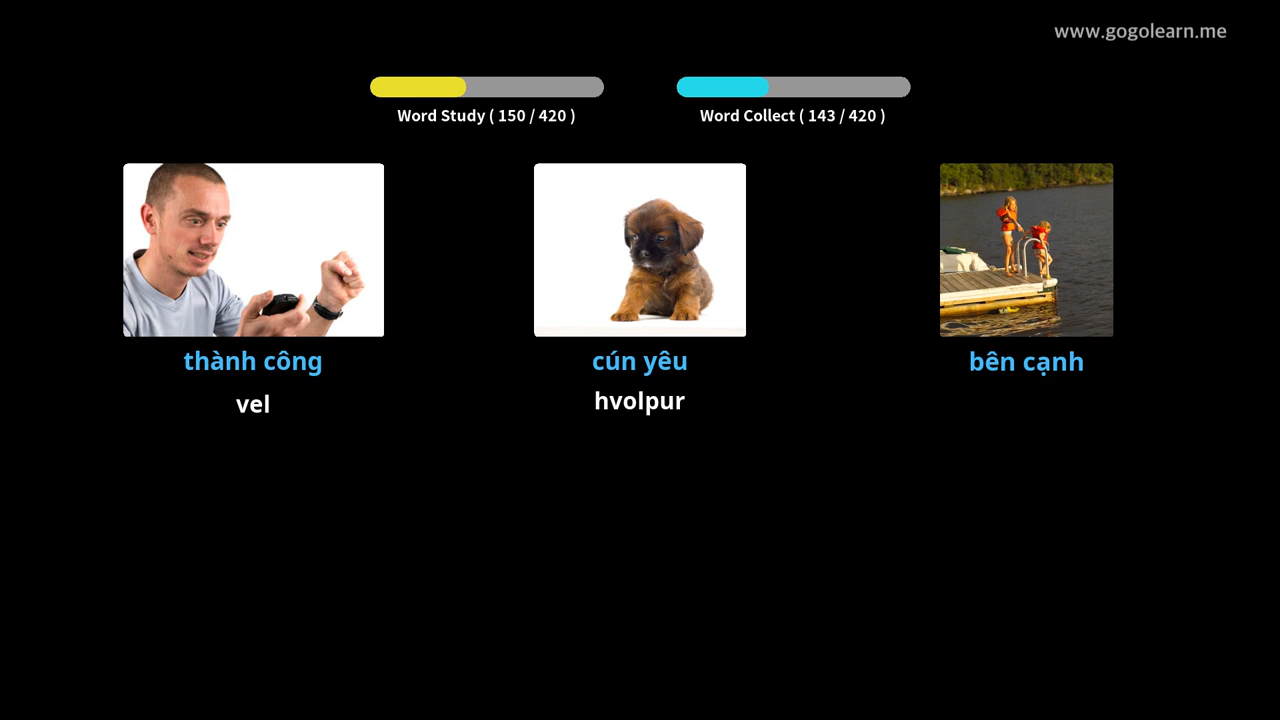 www.gogolearn.me
Word Study ( 150 / 420 )
Word Collect ( 143 / 420 )
thành công
cún yêu
bên cạnh
vel
hvolpur